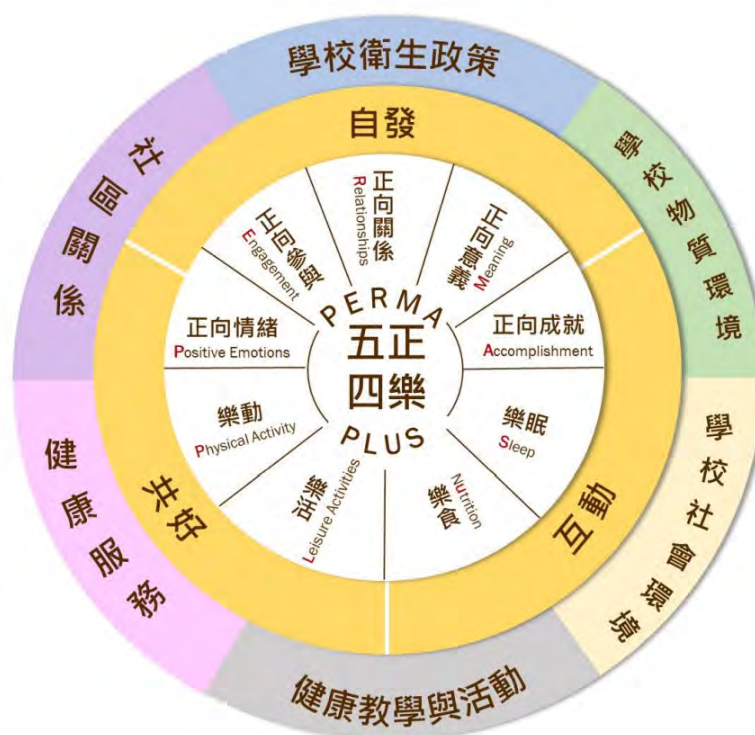 學校衛生政策
學校物質環境
學校社會環境
健康教學與活動
健康服務
社區關係
自發
互動
共好
正向情緒
Positive Emotions
正向參與
Engagement
正向關係
Relationships
正向意義
Meaning
正向成就
Accomplishment
樂眠
Sleep
樂食
Nutrition
樂活
Leisure Activities
樂動
Physical Activity
PERMA
五正
四樂
PLUS